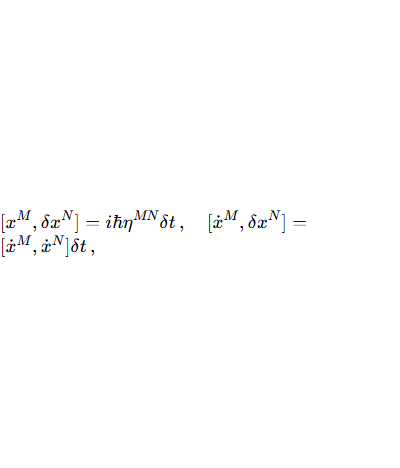 [x^M, δx^N] = iħη^{MN}δt , [ẋ^M, δx^N] =
[ẋ^M, ẋ^N]δt ,